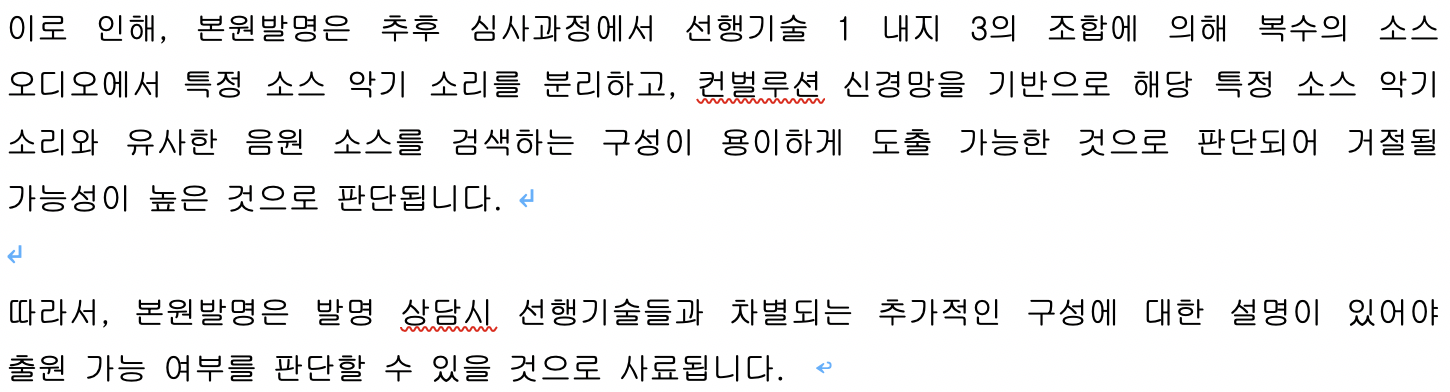 이로 인해, 본원발명은 추후 심사과정에서 선행기술 1 내지 3의 조합에 의해 복수의 소스
오디오에서 특정 소스 악기 소리를 분리하고, 컨벌루션 신경망을 기반으로 해당 특정 소스 악기
소리와 유사한 음원 소스를 검색하는 구성이 용이하게 도출 가능한 것으로 판단되어 거절될
가능성이 높은 것으로 판단됩니다.
따라서, 본원발명은 발명 상담시 선행기술들과 차별되는 추가적인 구성에 대한 설명이 있어야
출원 가능 여부를 판단할 수 있을 것으로 사료됩니다.